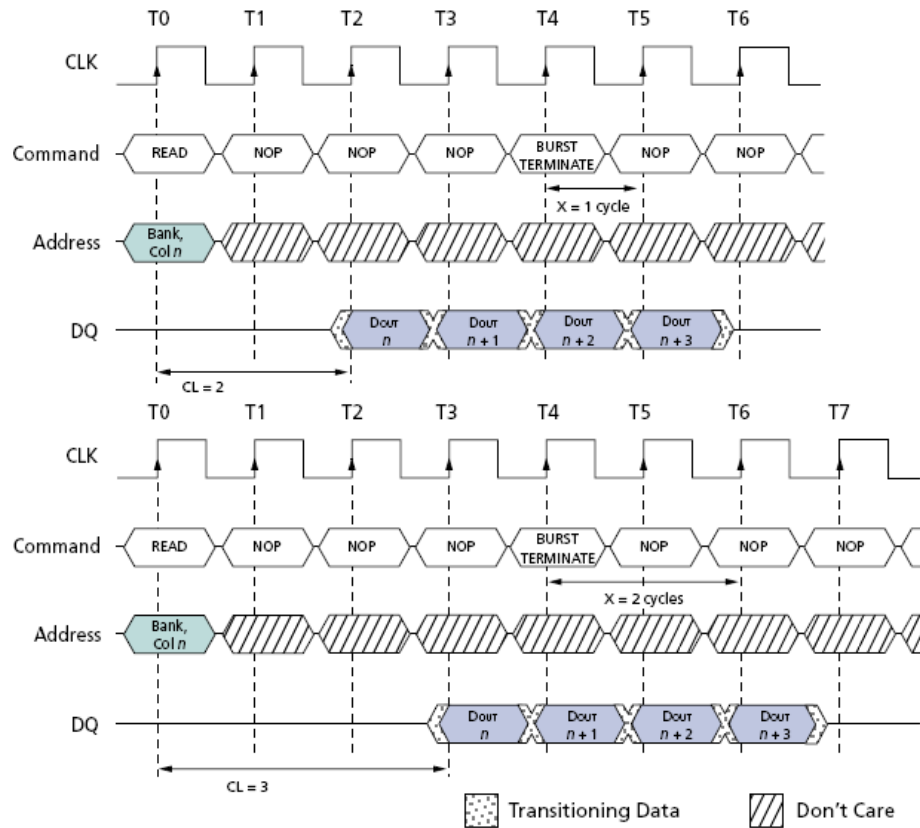 T0 T1 T2 T3 T4 T5 T6
CLK
Command READ NOP NOP NOP BURST TERMINATE NOP NOP
X = 1 cycle
Address Bank, Col n
DQ DOUT n DOUT n + 1 DOUT n + 2 DOUT n + 3
CL = 2
T0 T1 T2 T3 T4 T5 T6 T7
CLK
Command READ NOP NOP NOP BURST TERMINATE NOP NOP NOP
X = 2 cycles
Address Bank, Col n
DQ DOUT n DOUT n + 1 DOUT n + 2 DOUT n + 3
CL = 3
Transitioning Data Don't Care